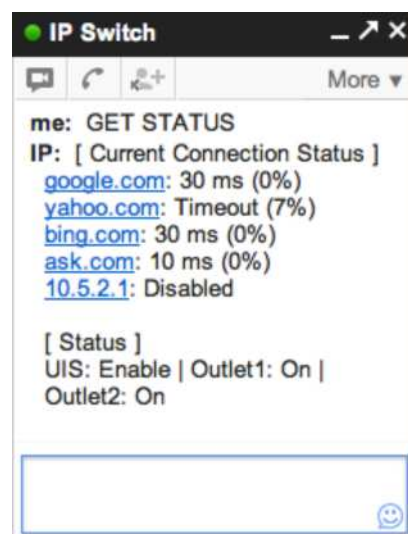 IP Switch
More
me: GET STATUS
IP: [ Current Connection Status ]
google.com: 30 ms (0%)
yahoo.com: Timeout (7%)
bing.com: 30 ms (0%)
ask.com: 10 ms (0%)
10.5.2.1: Disabled
[ Status ]
UIS: Enable | Outlet1: On |
Outlet2: On